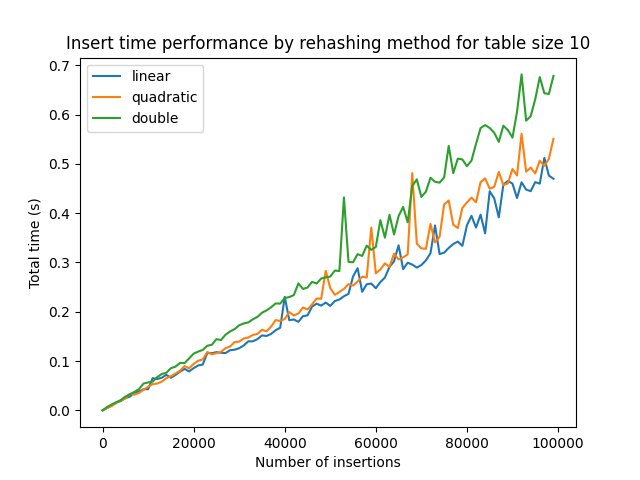 Insert time performance by rehashing method for table size 10
linear
quadratic
double
Total time (s)
0.7
0.6
0.5
0.4
0.3
0.2
0.1
0.0
0 20000 40000 60000 80000 100000
Number of insertions